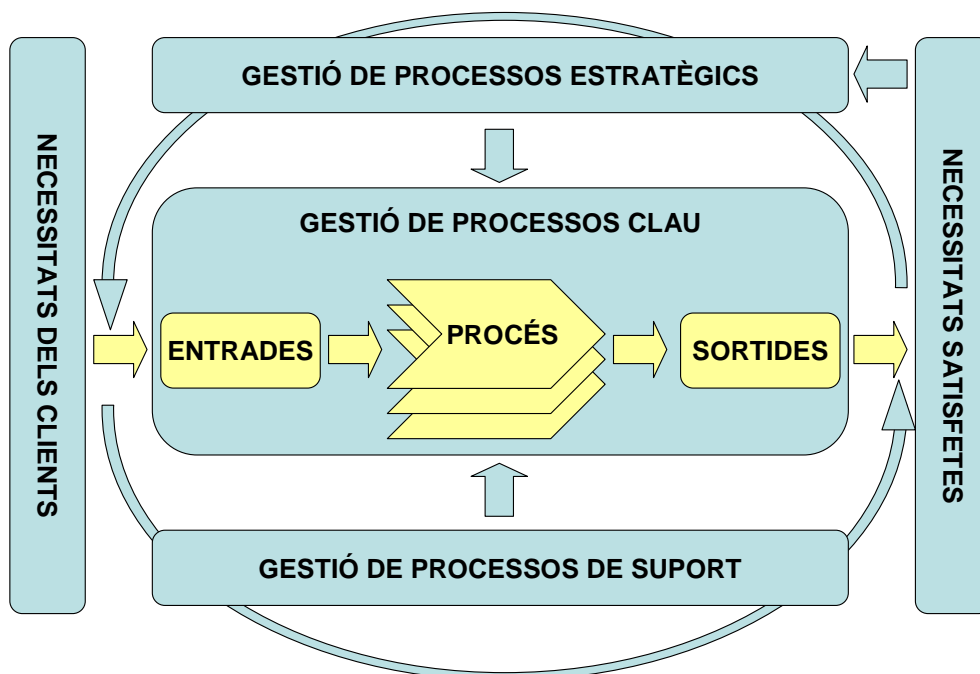 GESTIÓ DE PROCESSOS ESTRATÈGICS
NECESSITATS DELS CLIENTS
GESTIÓ DE PROCESSOS CLAU
ENTRADES
PROCÉS
SORTIDES
NECESSITATS SATISFETES
GESTIÓ DE PROCESSOS DE SUPORT